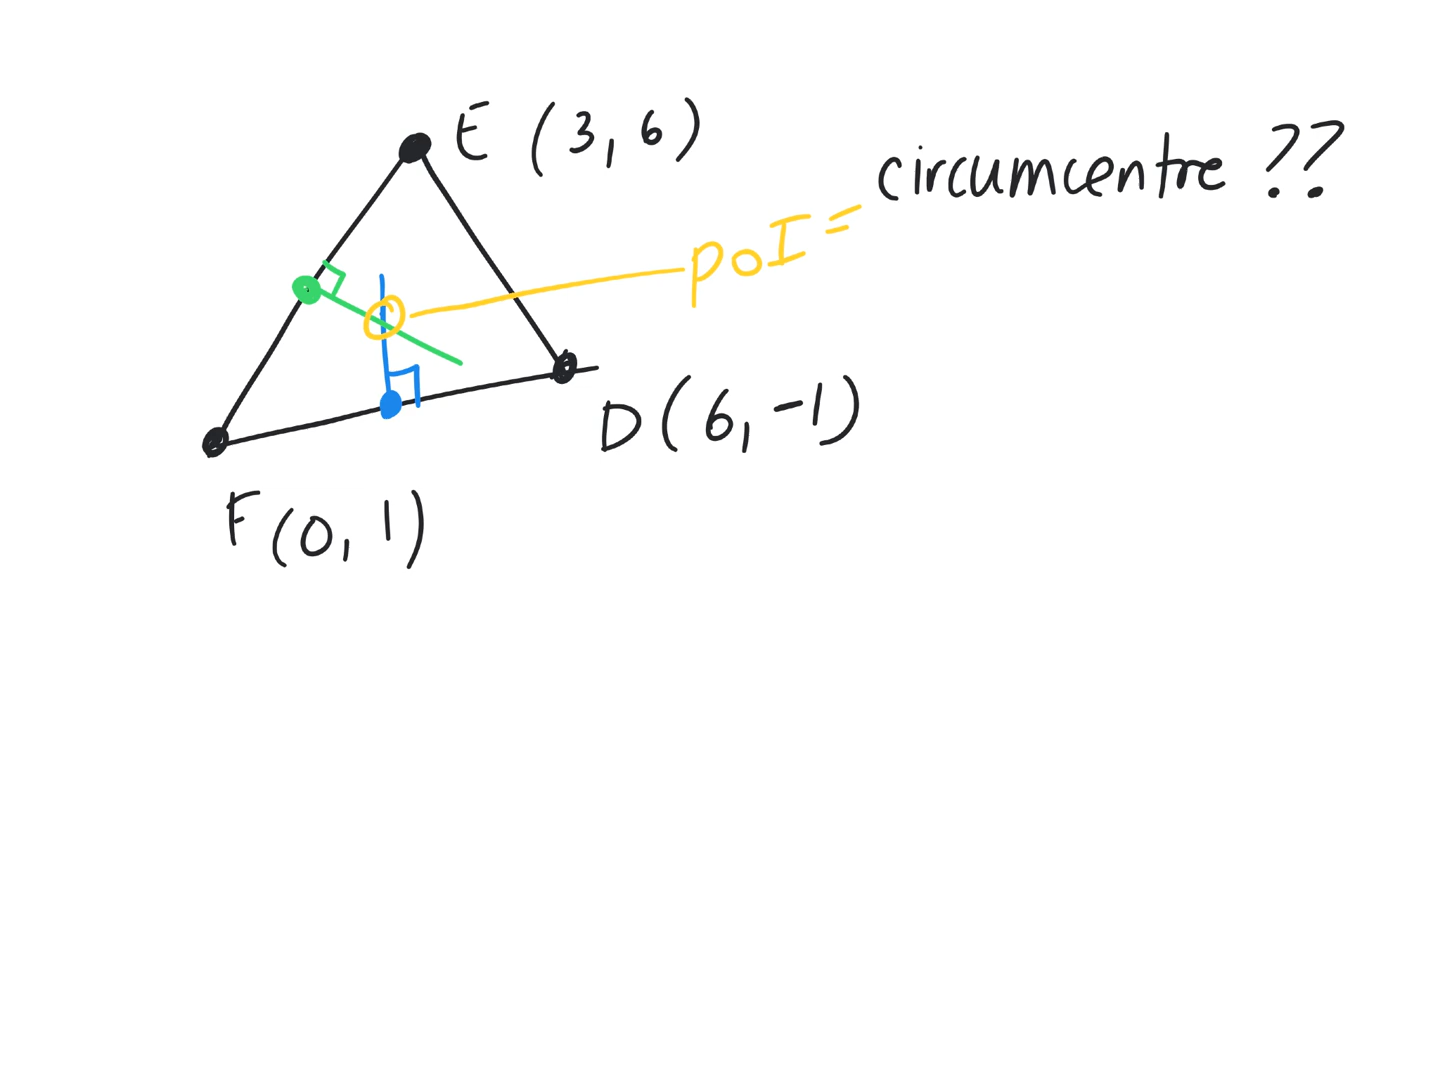 E (3, 6)
circumcentre ??
POI =
D(6, -1)
F(0, 1)